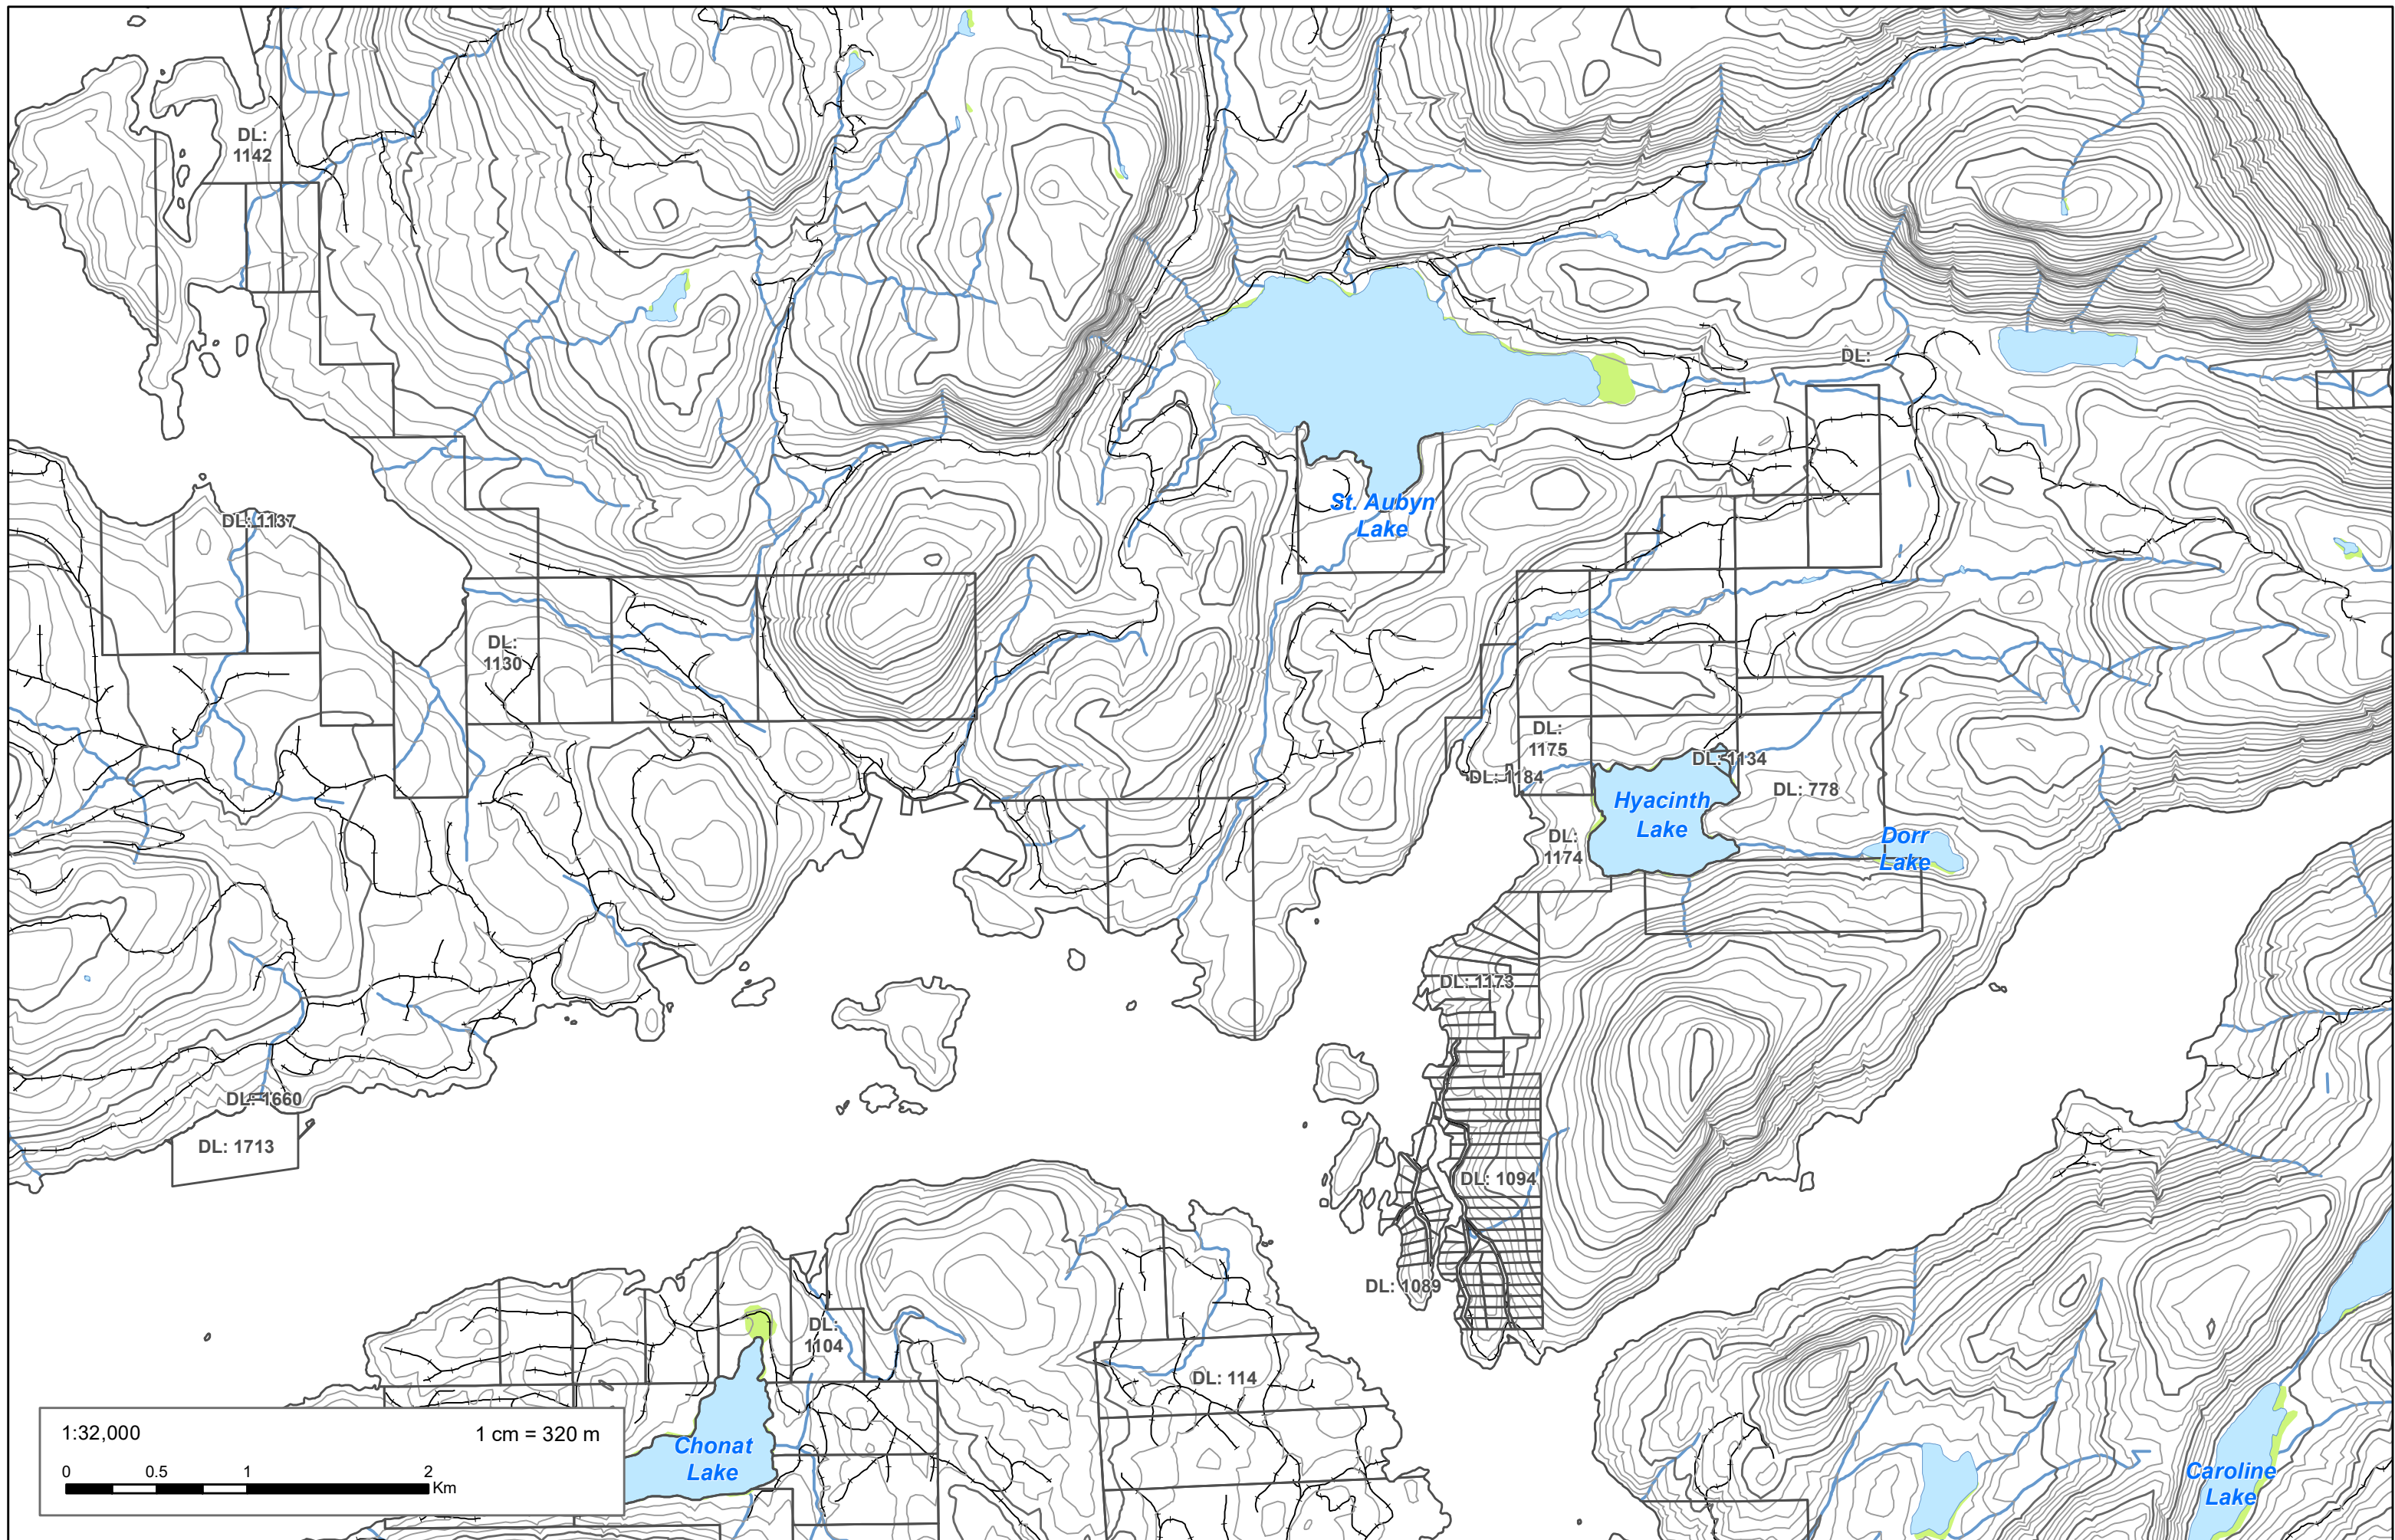 DL:
1142
DL:
St. Aubyn
Lake
DL: 1137
DL:
1130
DL:
1175
DL: 1134
DL: 1184
DL: 778
Hyacinth
Lake
DL:
1174
Dorr
Lake
DL: 1173
DL: 1660
DL: 1713
DL: 1094
DL: 1089
DL:
1104
DL: 114
Chonat
Lake
Caroline
Lake
1:32,000
1 cm = 320 m
0 0.5 1 2
Km